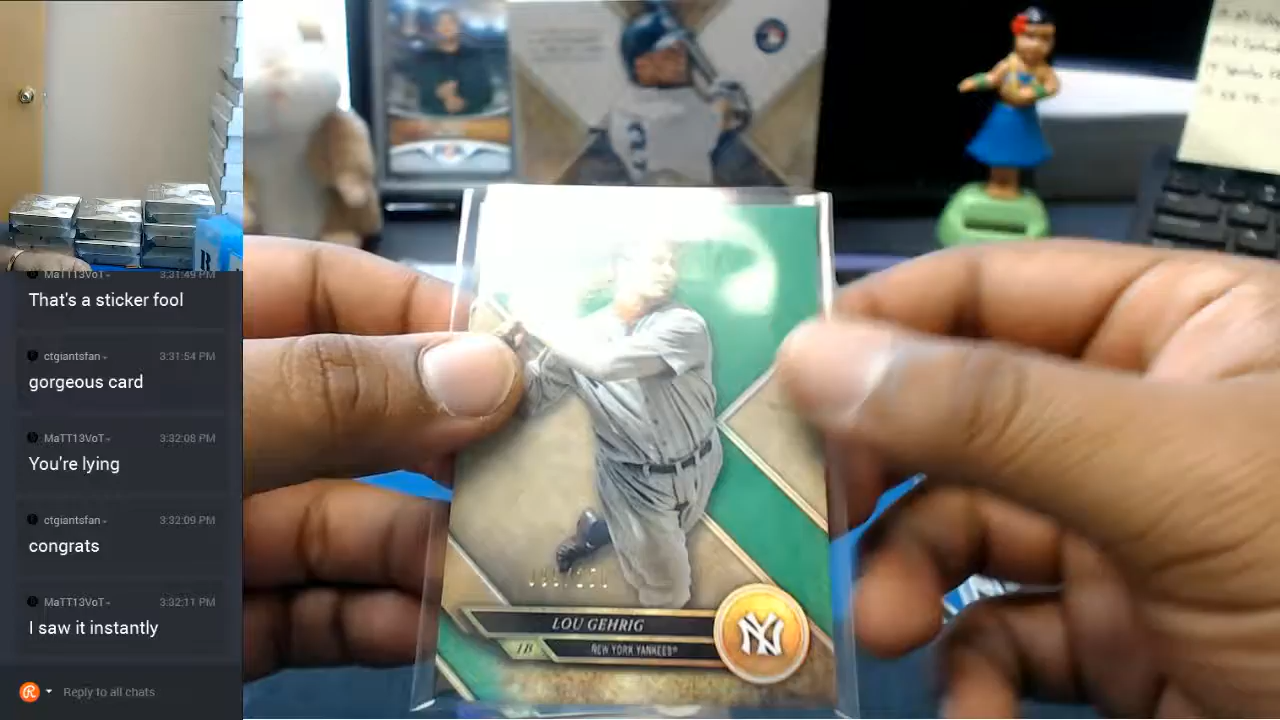 MaTT13VoT
3:31:49 PM
That's a sticker fool
ctgiantsfan
3:31:54 PM
gorgeous card
MaTT13VoT
3:32:08 PM
You're lying
ctgiantsfan
3:32:09 PM
congrats
MaTT13VoT
3:32:11 PM
I saw it instantly
Reply to all chats
2
LOU GEHRIG
1B
NEW YORK YANKEES®
NY